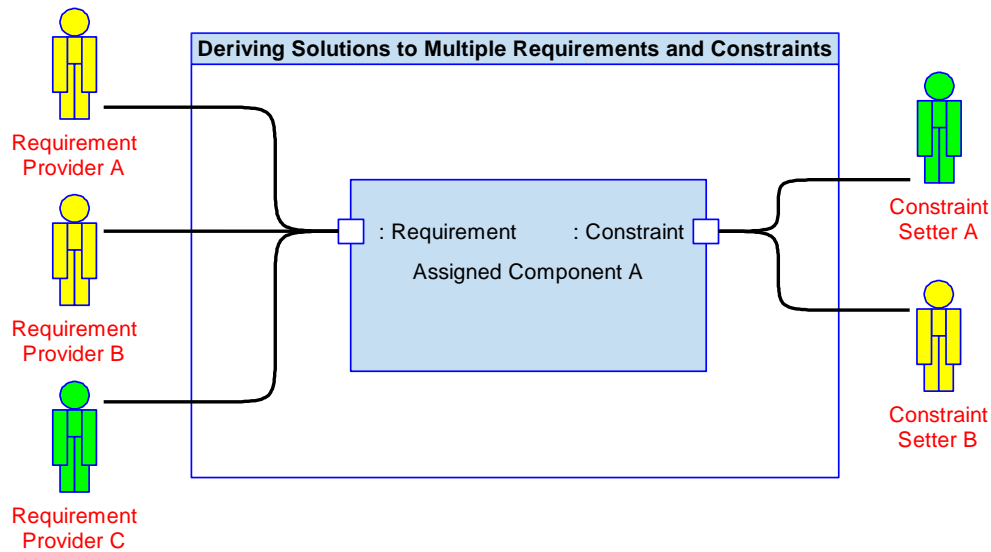 Deriving Solutions to Multiple Requirements and Constraints
Requirement
Provider A
Requirement
Provider B
Requirement
Provider C
: Requirement
: Constraint
Assigned Component A
Constraint
Setter A
Constraint
Setter B